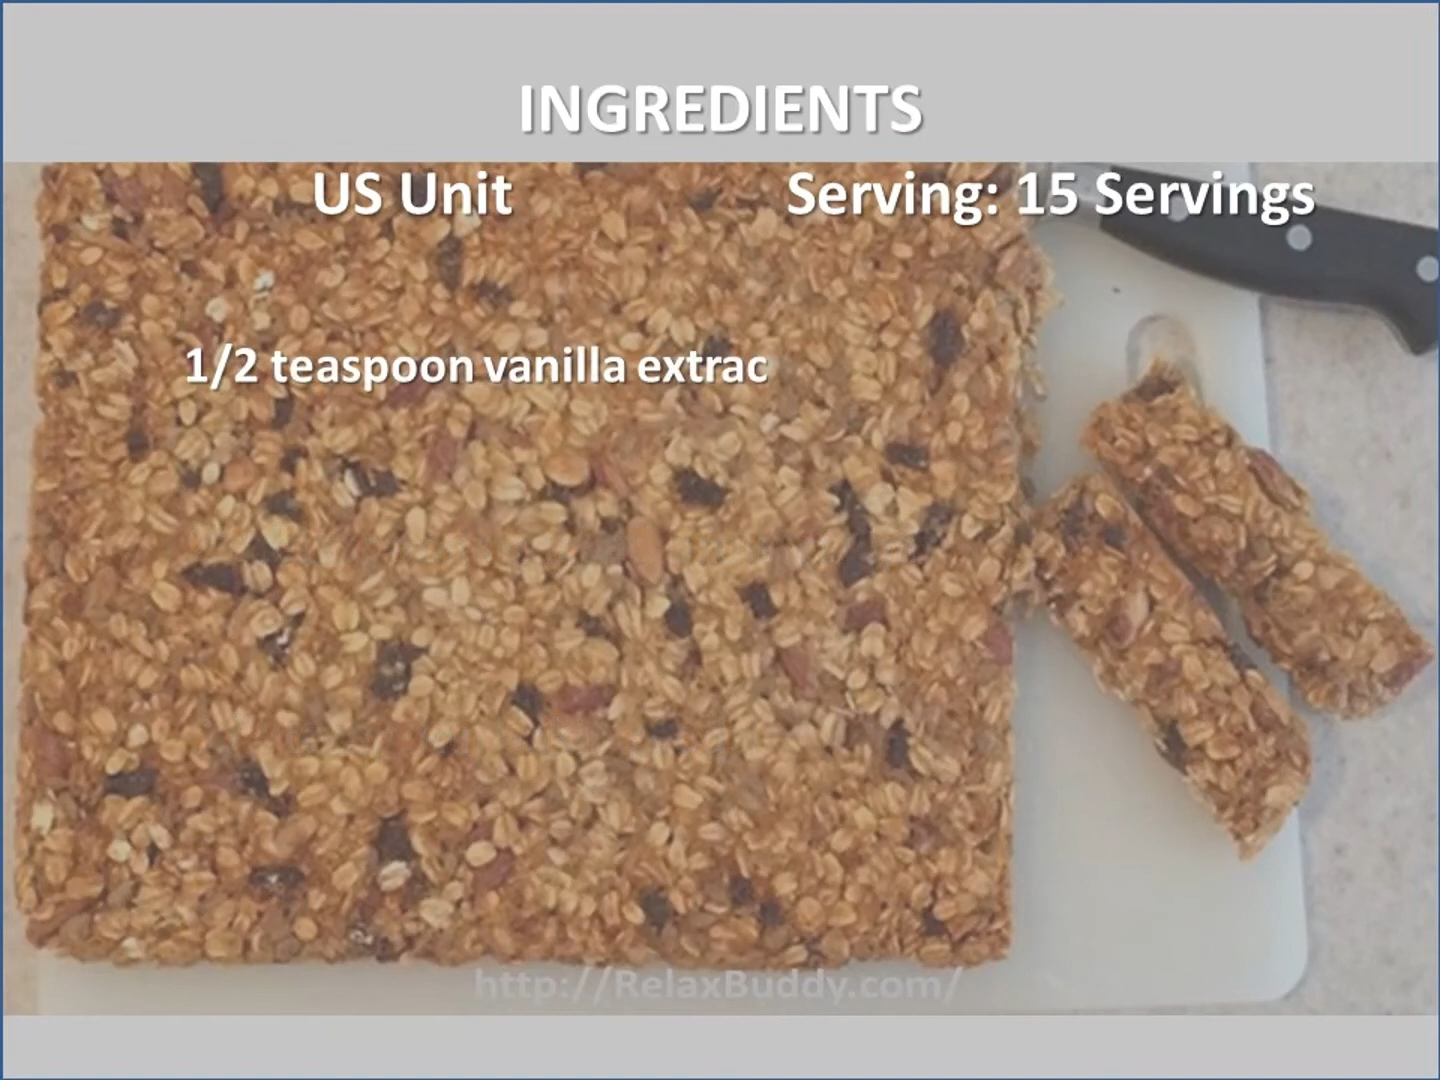 INGREDIENTS
US Unit
Serving: 15 Servings
1/2 teaspoon vanilla extrac
http://RelaxBuddy.com/